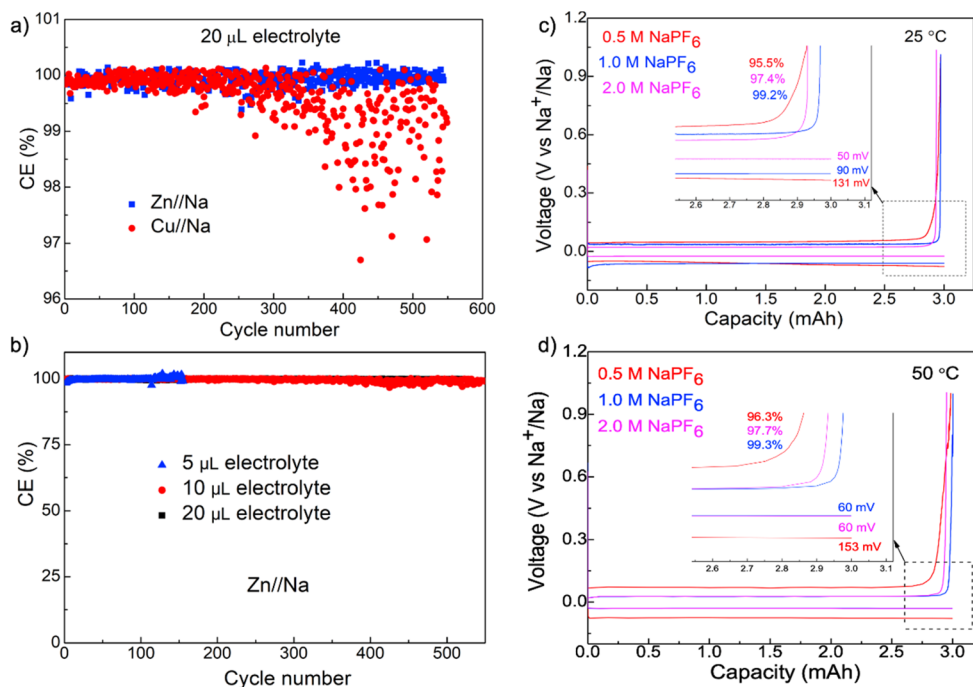 a)
20 μL electrolyte
CE (%)
101
100
99
98
97
96
Zn//Na
Cu//Na
0 100 200 300 400 500 600
Cycle number
b)
CE (%)
100
75
50
25
0
5 μL electrolyte
10 μL electrolyte
20 μL electrolyte
Zn//Na
0 100 200 300 400 500
Cycle number
c)
Voltage (V vs Na+/Na)
1.2
0.9
0.6
0.3
0.0
0.5 M NaPF6
1.0 M NaPF6
2.0 M NaPF6
25 °C
95.5%
97.4%
99.2%
50 mV
90 mV
131 mV
2.6 2.7 2.8 2.9 3.0 3.1
0.0 0.5 1.0 1.5 2.0 2.5 3.0
Capacity (mAh)
d)
Voltage (V vs Na+/Na)
1.2
0.9
0.6
0.3
0.0
0.5 M NaPF6
1.0 M NaPF6
2.0 M NaPF6
50 °C
96.3%
97.7%
99.3%
60 mV
60 mV
153 mV
2.6 2.7 2.8 2.9 3.0 3.1
0.0 0.5 1.0 1.5 2.0 2.5 3.0
Capacity (mAh)